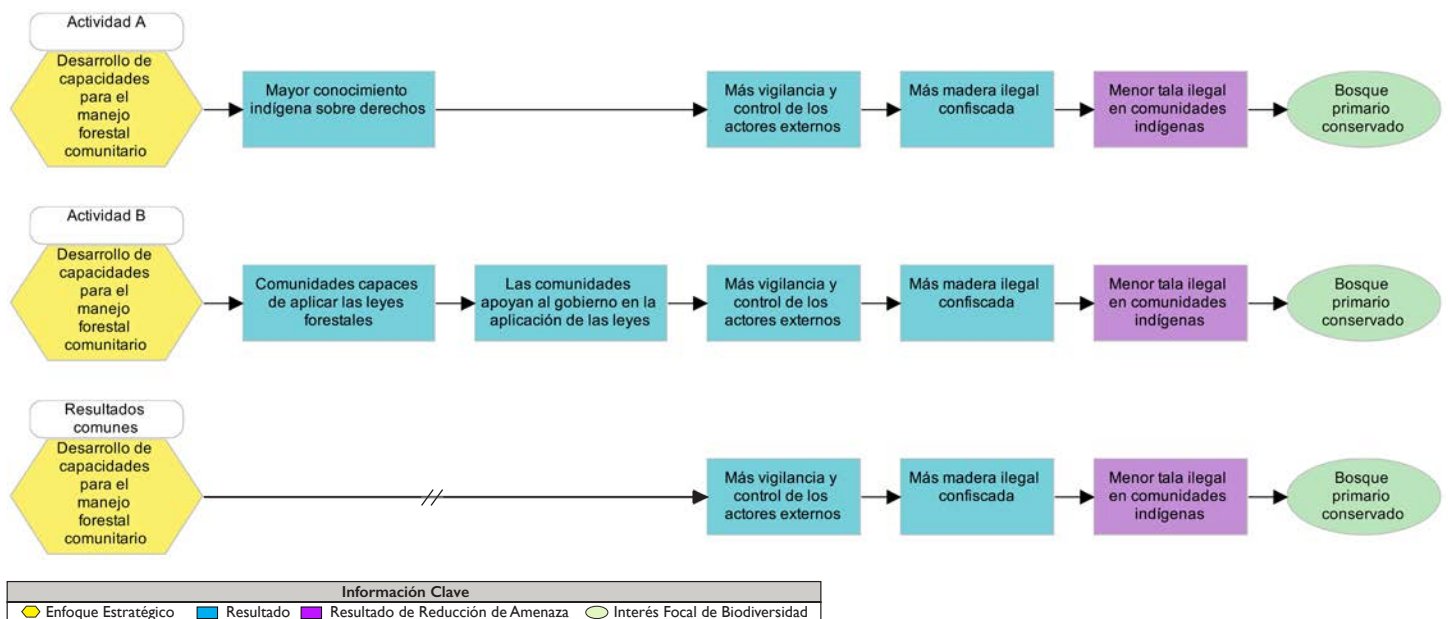 Actividad A
Desarrollo de
capacidades
para el
manejo
forestal
comunitario
Mayor conocimiento
indígena sobre derechos
Más vigilancia y
control de los
actores externos
Más madera ilegal
confiscada
Menor tala ilegal
en comunidades
indígenas
Bosque
primario
conservado
Actividad B
Desarrollo de
capacidades
para el
manejo
forestal
comunitario
Comunidades capaces
de aplicar las leyes
forestales
Las comunidades
apoyan al gobierno en la
aplicación de las leyes
Más vigilancia y
control de los
actores externos
Más madera ilegal
confiscada
Menor tala ilegal
en comunidades
indígenas
Bosque
primario
conservado
Resultados
comunes
Desarrollo de
capacidades
para el
manejo
forestal
comunitario
//
Más vigilancia y
control de los
actores externos
Más madera ilegal
confiscada
Menor tala ilegal
en comunidades
indígenas
Bosque
primario
conservado
Información Clave
Enfoque Estratégico Resultado Resultado de Reducción de Amenaza Interés Focal de Biodiversidad